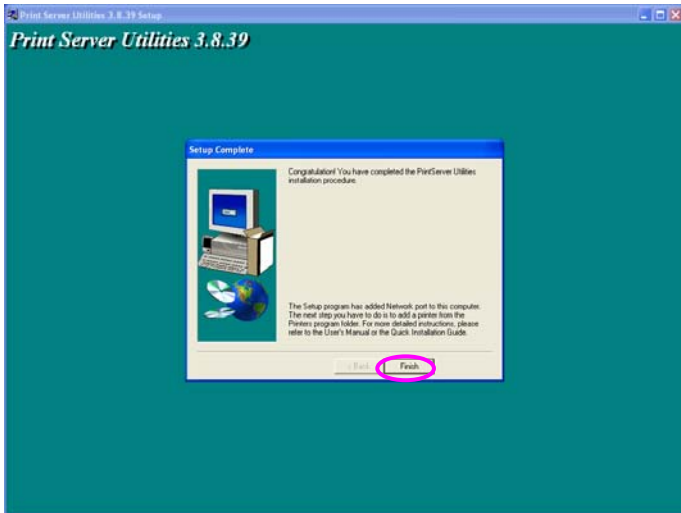 Print Server Utilities 3.8.39 Setup
Print Server Utilities 3.8.39
Setup Complete
Congratulation! You have completed the PrintServer Utilities
installation procedure.
The Setup program has added Network port to this computer.
The next step you have to do is to add a printer from the
Printers program folder. For more detailed instructions, please
refer to the User's Manual or the Quick Installation Guide.
< Back
Finish